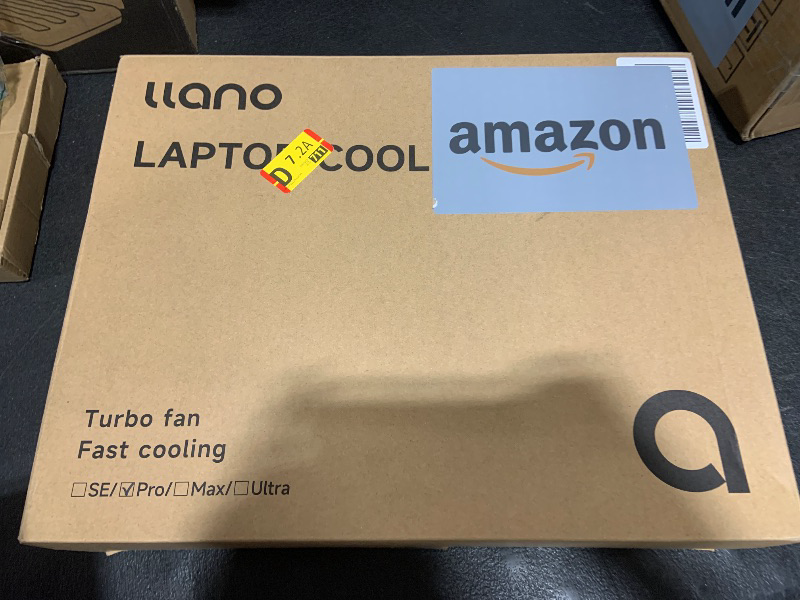 llano
amazon
LAPTOP COOL
D 7.2A
Turbo fan
Fast cooling
☐SE/☑Pro/☐Max/☐Ultra